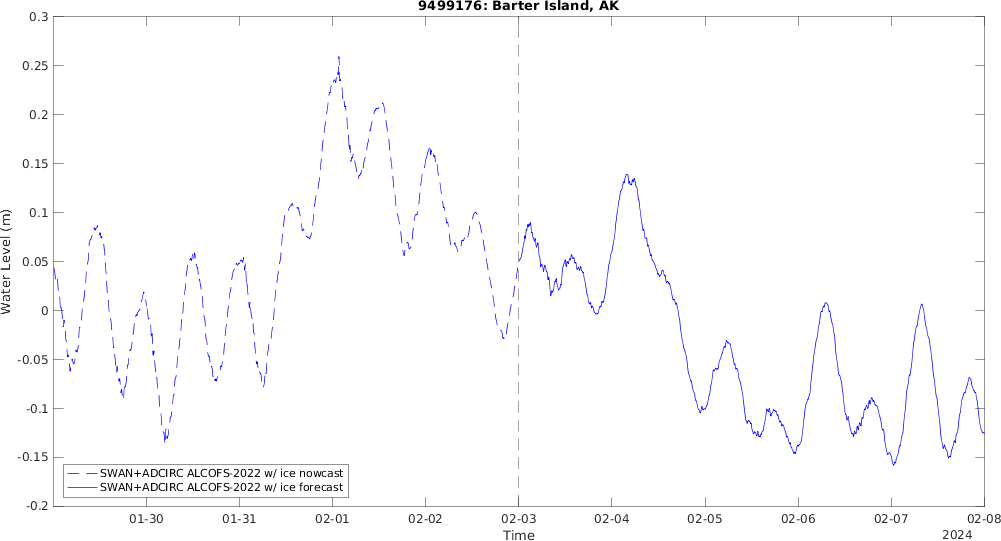 9499176: Barter Island, AK
0.3
0.25
0.2
0.15
0.1
0.05
0
-0.05
-0.1
-0.15
-0.2
Water Level (m)
SWAN+ADCIRC ALCOFS-2022 w/ ice nowcast
SWAN+ADCIRC ALCOFS-2022 w/ ice forecast
01-30 01-31 02-01 02-02 02-03 02-04 02-05 02-06 02-07 02-08
Time
2024